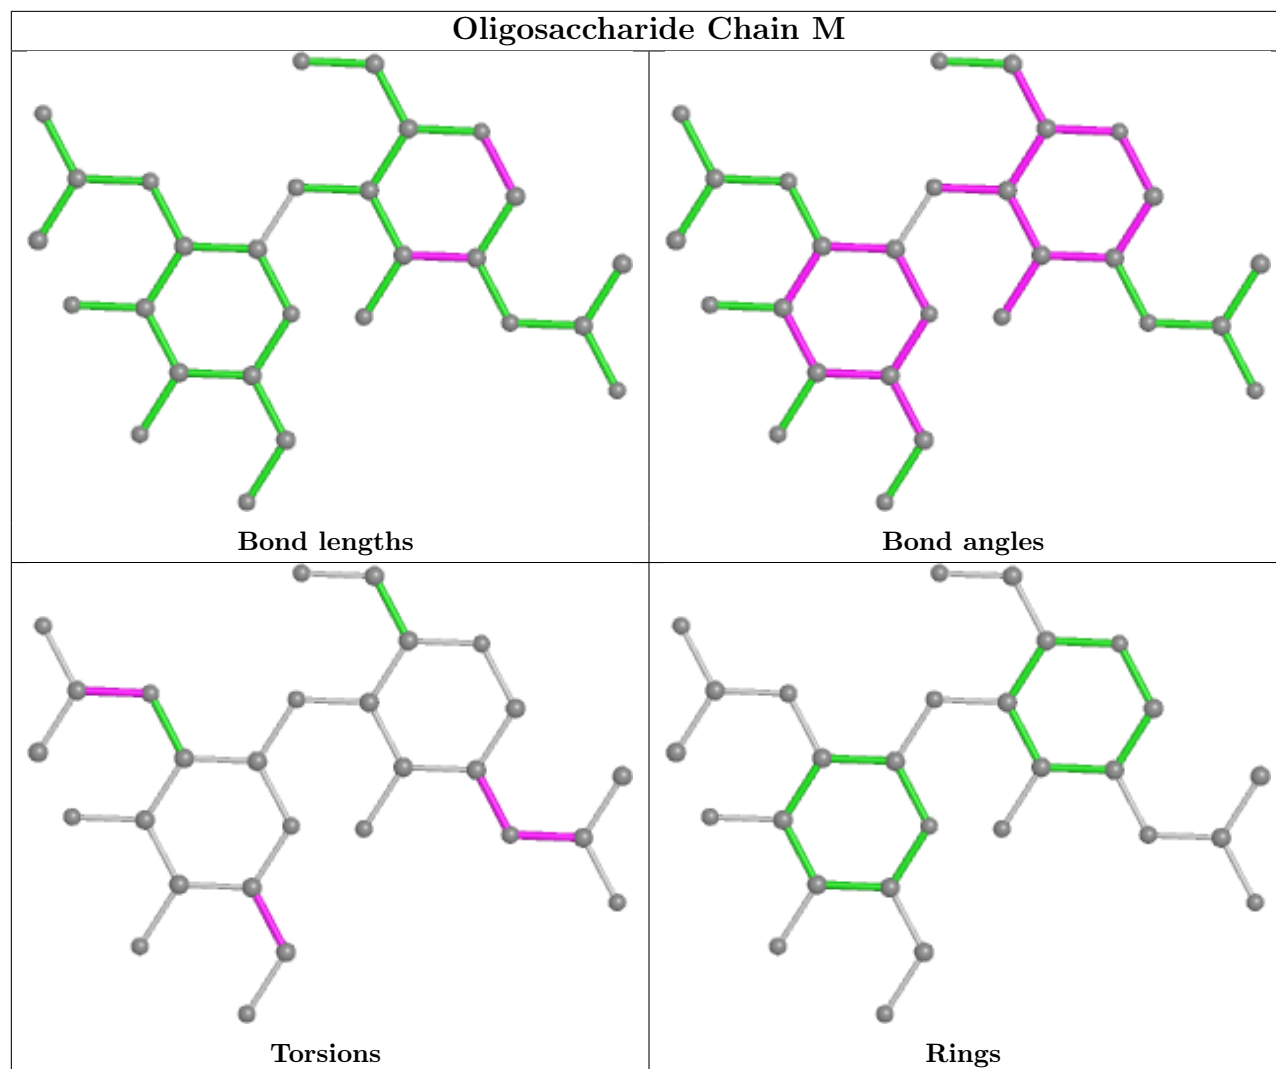 Oligosaccharide Chain M
Bond lengths
Bond angles
Torsions
Rings